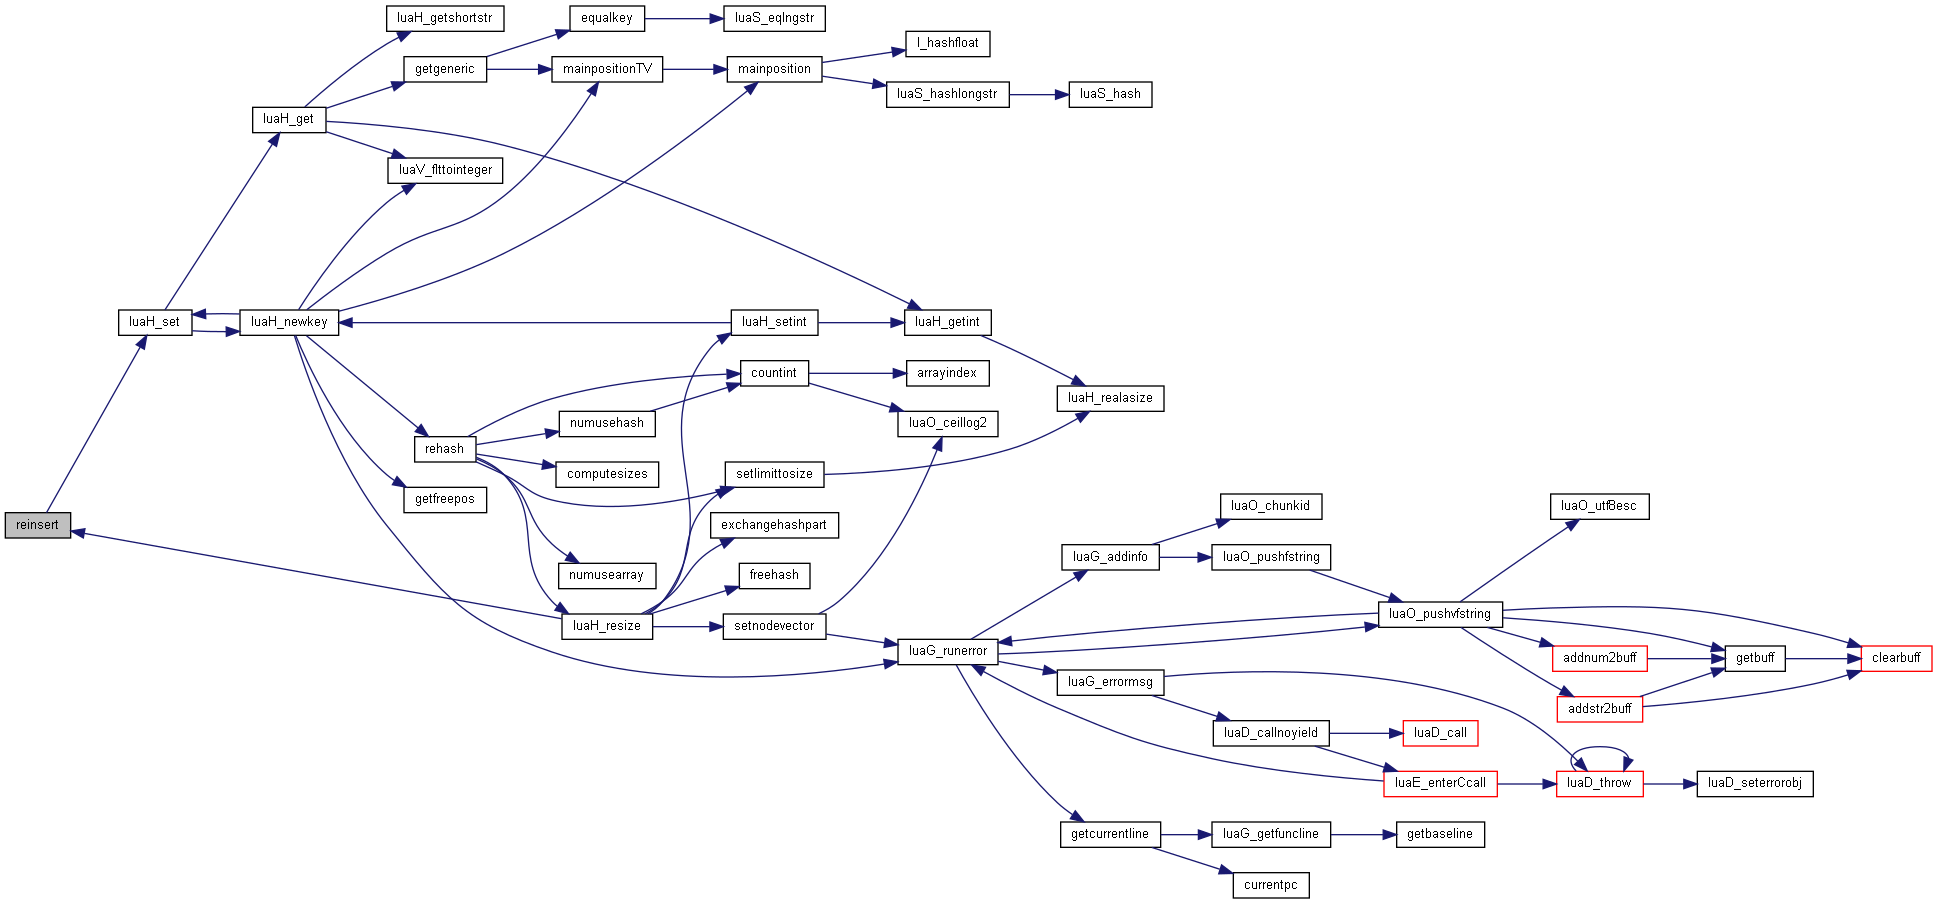 luaH_getshortstr
equalkey
luaS_eqlngstr
l_hashfloat
getgeneric
mainpositionTV
mainposition
luaS_hashlongstr
luaS_hash
luaH_get
luaV_flttointeger
luaH_set
luaH_newkey
luaH_setint
luaH_getint
countint
arrayindex
luaH_realasize
numusehash
luaO_ceillog2
rehash
computesizes
setlimittosize
getfreepos
luaO_chunkid
luaO_utf8esc
reinsert
exchangehashpart
luaG_addinfo
luaO_pushfstring
numusearray
freehash
luaH_resize
setnodevector
luaO_pushvfstring
luaG_runerror
addnum2buff
getbuff
clearbuff
luaG_errormsg
addstr2buff
luaD_callnoyield
luaD_call
luaE_enterCcall
luaD_throw
luaD_seterrorobj
getcurrentline
luaG_getfuncline
getbaseline
currentpc